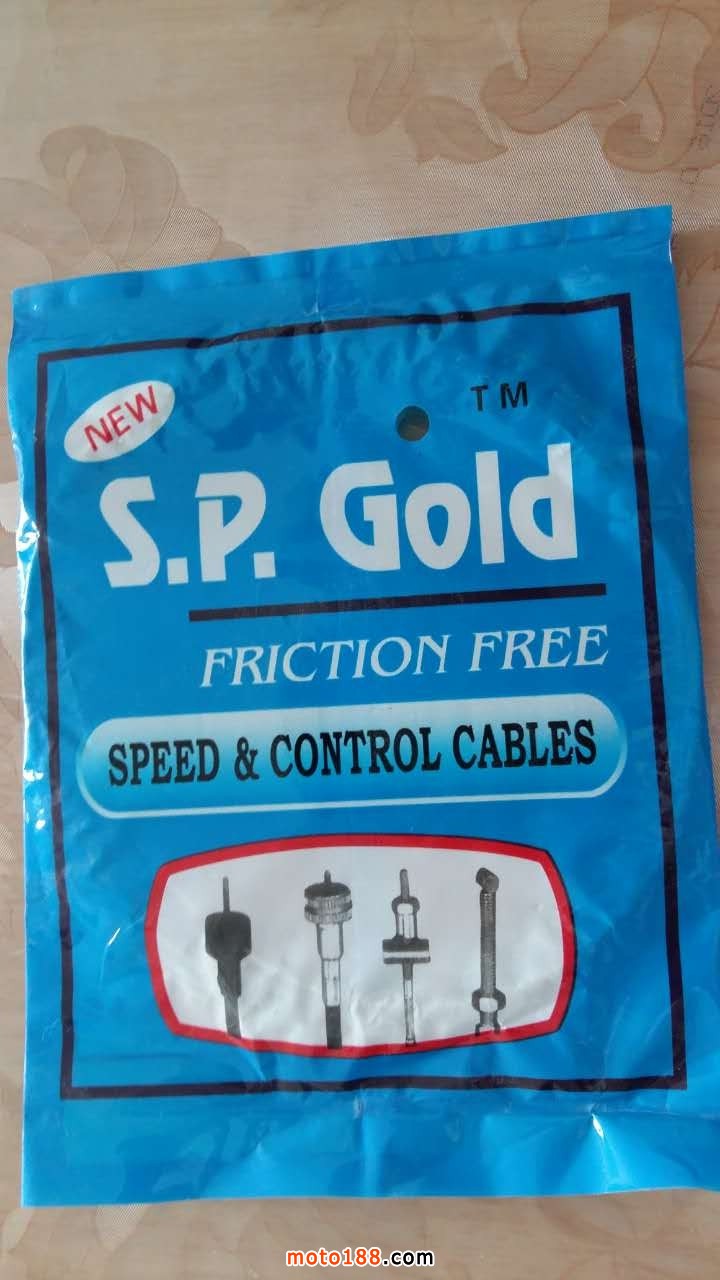 NEW
TM
S.P. Gold
FRICTION FREE
SPEED & CONTROL CABLES
moto188.com